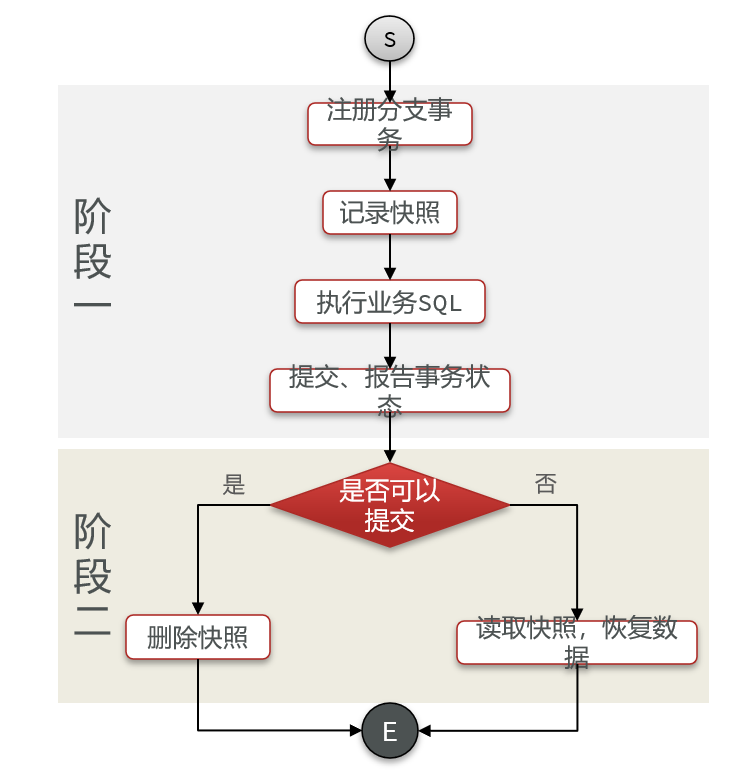 S
注册分支事
务
记录快照
执行业务SQL
提交、报告事务状
态
阶
段
一
是否可以
提交
是
否
阶
段
二
删除快照
读取快照，恢复数
据
E